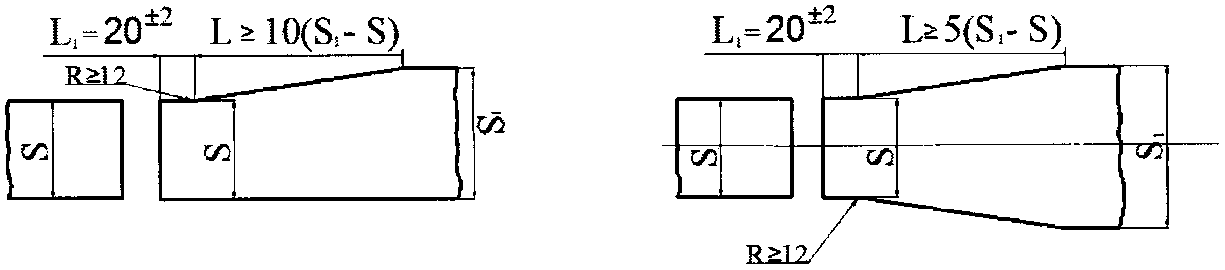 L₁=20±2 L ≥ 10(S₁- S)
R≥12
S S S₁
L₁=20±2 L≥5(S₁- S)
S S S₁
R≥12